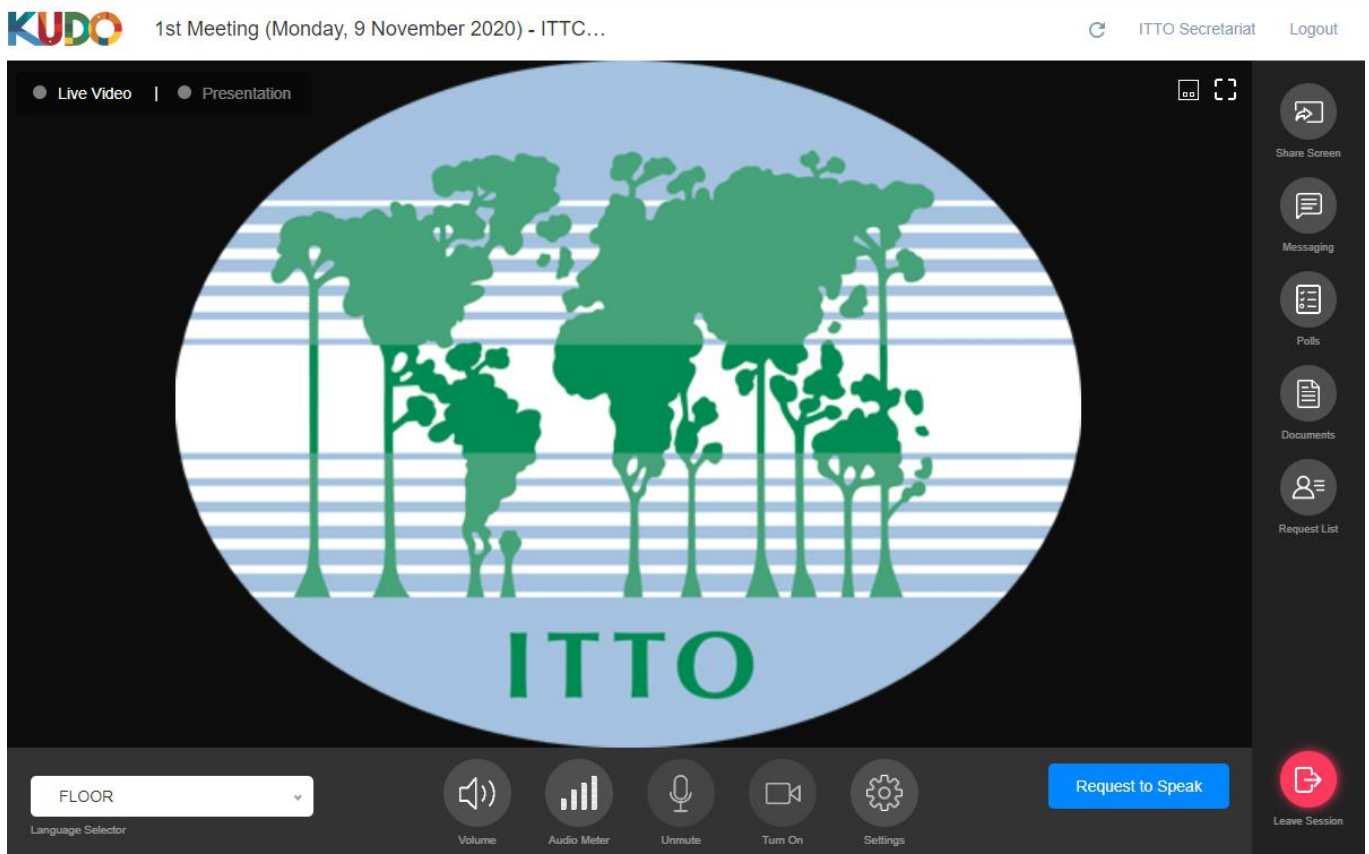 KUDO
1st Meeting (Monday, 9 November 2020) - ITTC...
ITTO Secretariat
Logout
Live Video | Presentation
Share Screen
Messaging
Polls
Documents
Request List
ITTO
FLOOR
Language Selector
Volume
Audio Meter
Unmute
Turn On
Settings
Request to Speak
Leave Session